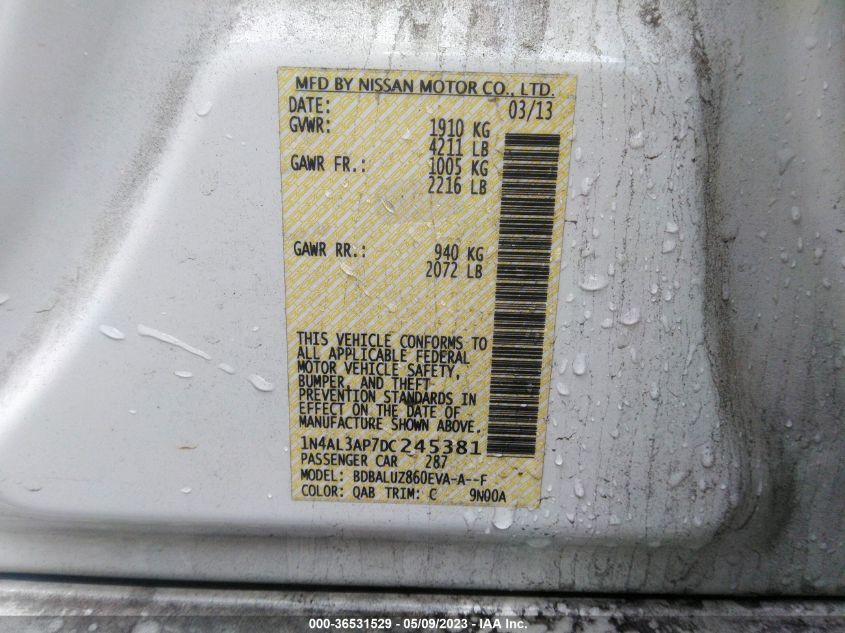 MFD BY NISSAN MOTOR CO., LTD.
DATE: 03/13
GVWR: 1910 KG
4211 LB
GAWR FR.: 1005 KG
2216 LB
GAWR RR.: 940 KG
2072 LB
THIS VEHICLE CONFORMS TO
ALL APPLICABLE FEDERAL
MOTOR VEHICLE SAFETY,
BUMPER, AND THEFT
PREVENTION STANDARDS IN
EFFECT ON THE DATE OF
MANUFACTURE SHOWN ABOVE.
1N4AL3AP7DC245381
PASSENGER CAR 287
MODEL: BDBALUZ860EVA-A--F
COLOR: QAB TRIM: C 9N00A
000-36531529 - 05/09/2023 - IAA Inc.